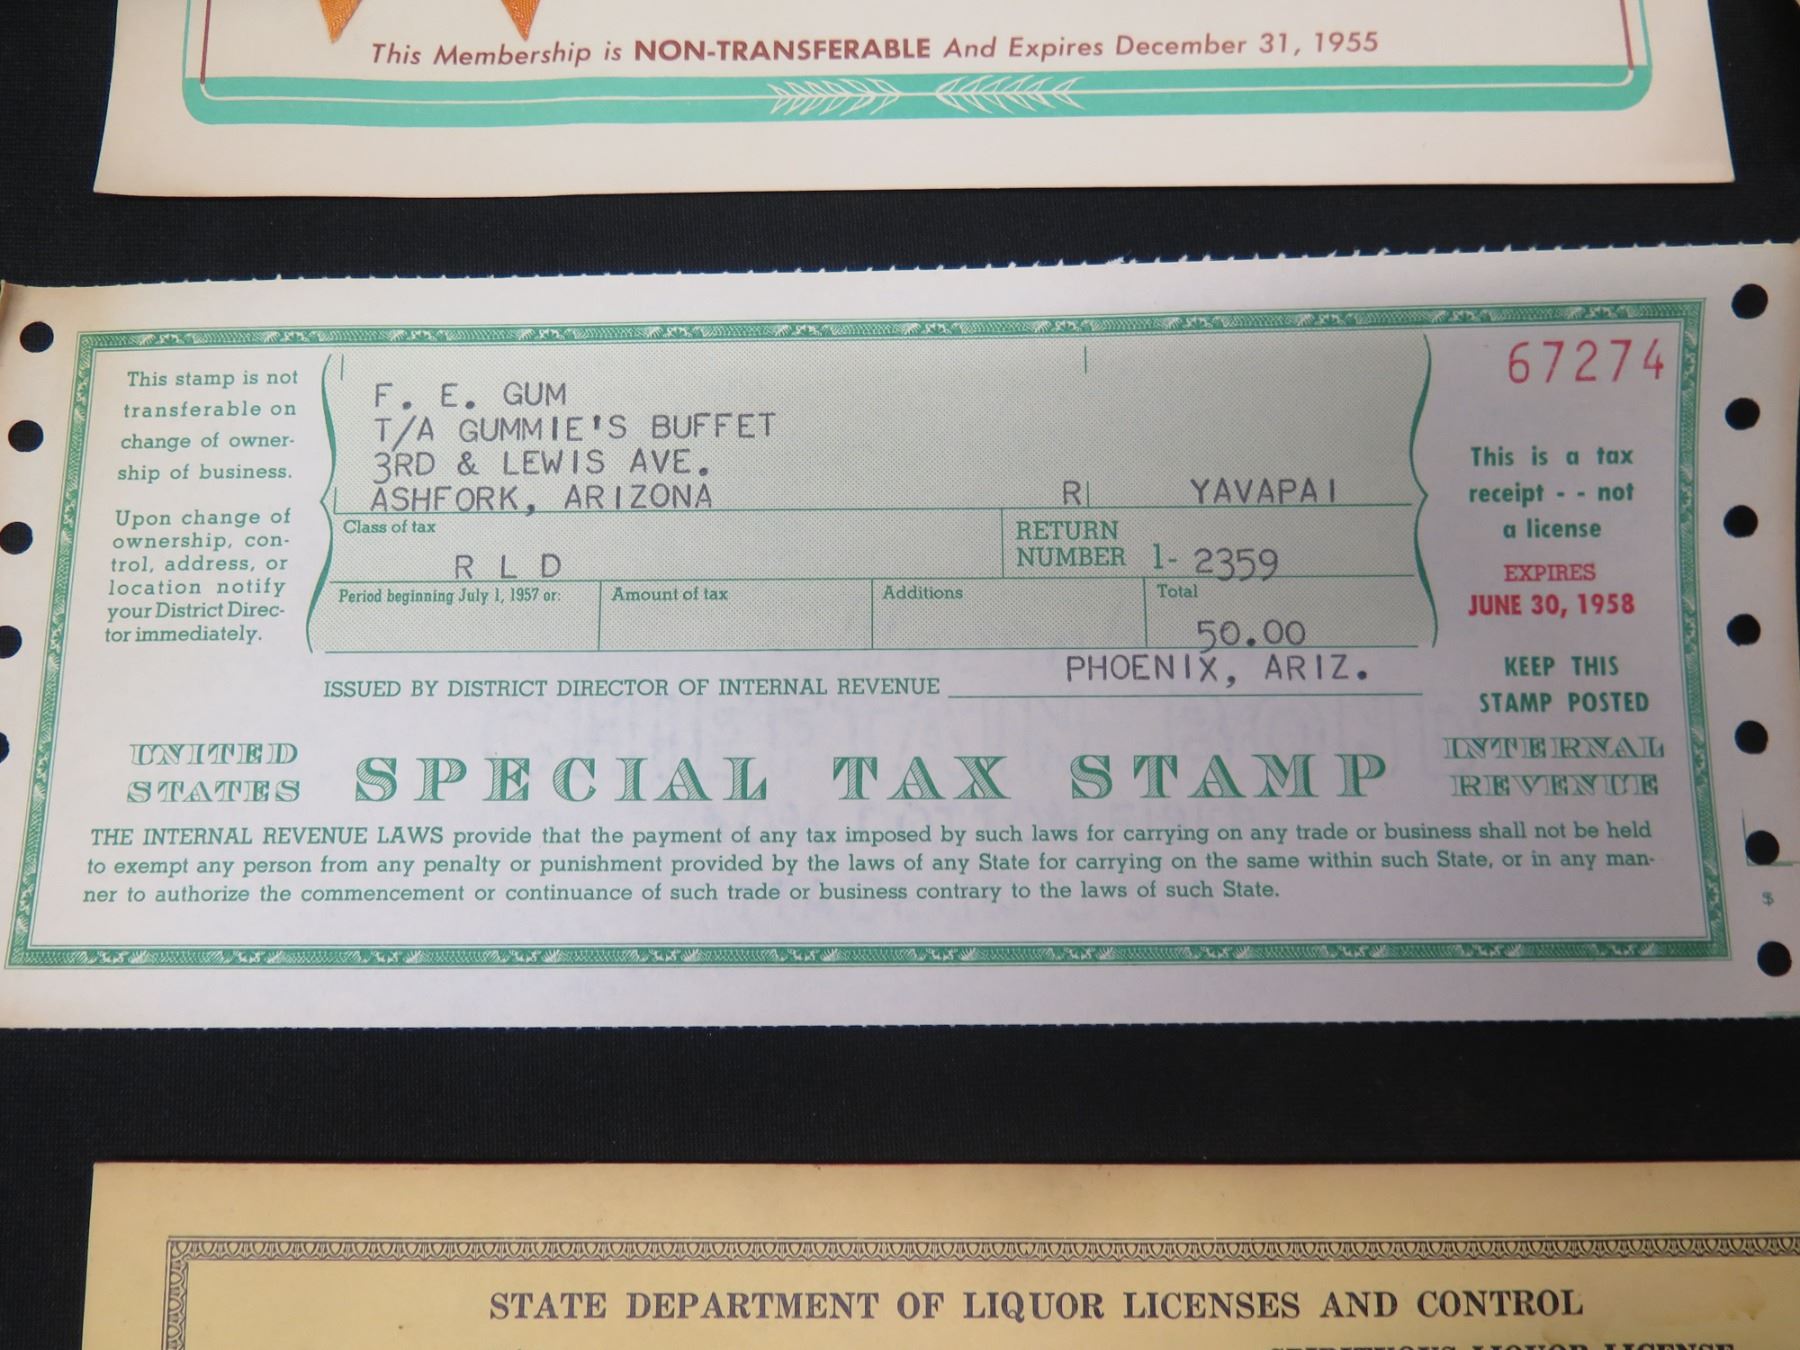 This Membership is NON-TRANSFERABLE And Expires December 31, 1955
This stamp is not
transferable on
change of owner-
ship of business.
Upon change of
ownership, con-
trol, address, or
location notify
your District Direc-
tor immediately.
F. E. GUM
T/A GUMMIE'S BUFFET
3RD & LEWIS AVE.
ASHFORK, ARIZONA R YAVAPAI
Class of tax
R L D
RETURN
NUMBER 1- 2359
Period beginning July 1, 1957 or: Amount of tax Additions Total
50.00
PHOENIX, ARIZ.
ISSUED BY DISTRICT DIRECTOR OF INTERNAL REVENUE
67274
This is a tax
receipt - - not
a license
EXPIRES
JUNE 30, 1958
KEEP THIS
STAMP POSTED
UNITED
STATES
SPECIAL TAX STAMP
INTERNAL
REVENUE
THE INTERNAL REVENUE LAWS provide that the payment of any tax imposed by such laws for carrying on any trade or business shall not be held
to exempt any person from any penalty or punishment provided by the laws of any State for carrying on the same within such State, or in any man-
ner to authorize the commencement or continuance of such trade or business contrary to the laws of such State.
$
STATE DEPARTMENT OF LIQUOR LICENSES AND CONTROL
SPIRITUOUS LIQUOR LICENSE